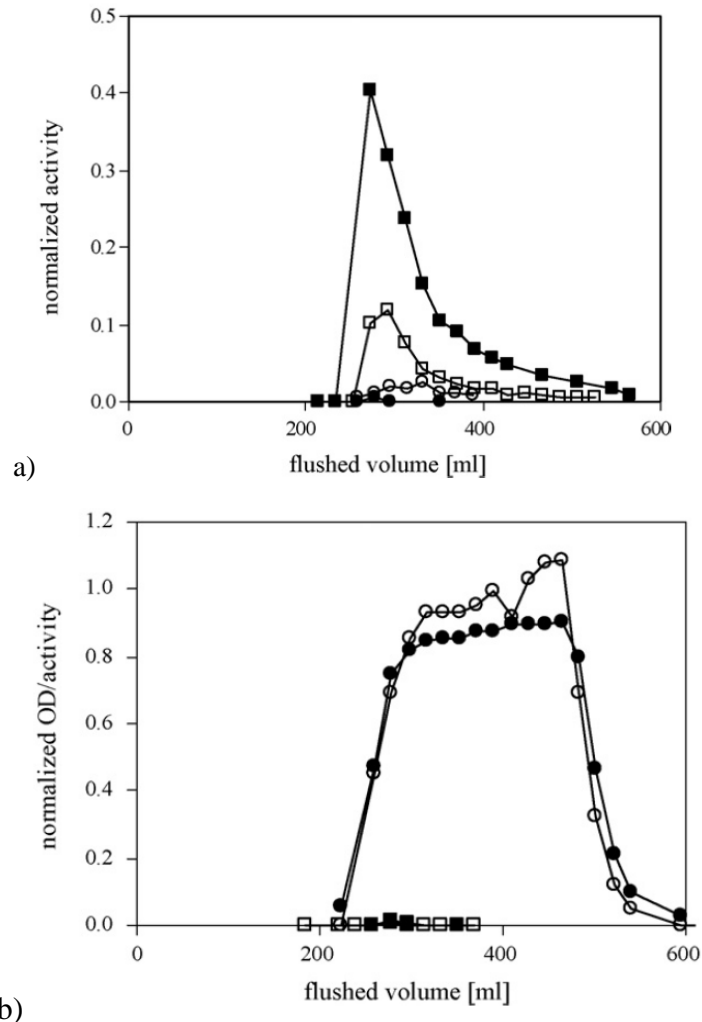 0.5
0.4
0.3
0.2
0.1
0.0
normalized activity
0 200 400 600
flushed volume [ml]
a)
1.2
1.0
0.8
0.6
0.4
0.2
0.0
normalized OD/activity
0 200 400 600
flushed volume [ml]
b)